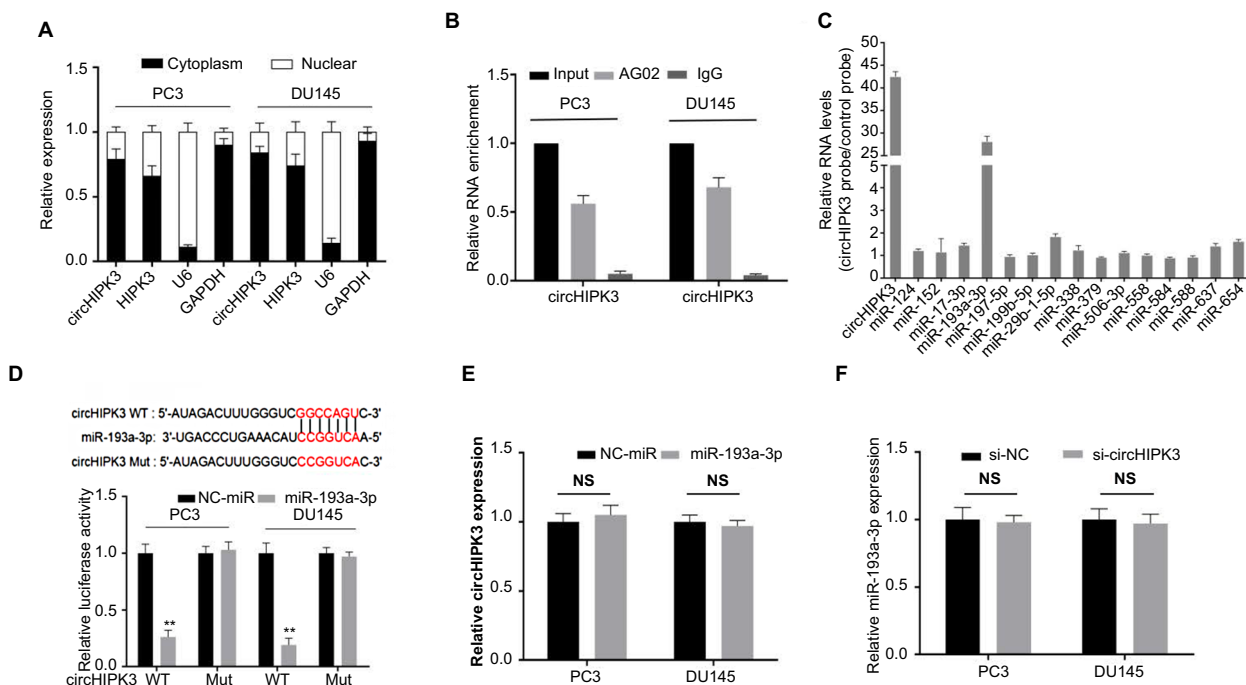 A
Cytoplasm Nuclear
PC3 DU145
Relative expression
1.5
1.0
0.5
0.0
circHIPK3 HIPK3 U6 GAPDH circHIPK3 HIPK3 U6 GAPDH
B
Input AG02 IgG
PC3 DU145
Relative RNA enrichement
1.5
1.0
0.5
0.0
circHIPK3 circHIPK3
C
Relative RNA levels
(circHIPK3 probe/control probe)
50
45
40
35
30
25
5
4
3
2
1
0
circHIPK3 miR-124 miR-152 miR-17-3p miR-193a-3p miR-197-5p miR-199b-5p miR-29b-1-5p miR-338 miR-379 miR-506-3p miR-558 miR-584 miR-588 miR-637 miR-654
D
circHIPK3 WT : 5'-AUAGACUUUGGGUCGGCCAGUC-3'
miR-193a-3p: 3'-UGACCCUGAAACAUCCGGUCAA-5'
circHIPK3 Mut : 5'-AUAGACUUUGGGUCCCGGUCAC-3'
NC-miR miR-193a-3p
PC3 DU145
Relative luciferase activity
1.5
1.0
0.5
0.0
** **
circHIPK3 WT Mut WT Mut
E
NC-miR miR-193a-3p
NS NS
Relative circHIPK3 expression
1.5
1.0
0.5
0.0
PC3 DU145
F
si-NC si-circHIPK3
NS NS
Relative miR-193a-3p expression
1.5
1.0
0.5
0.0
PC3 DU145